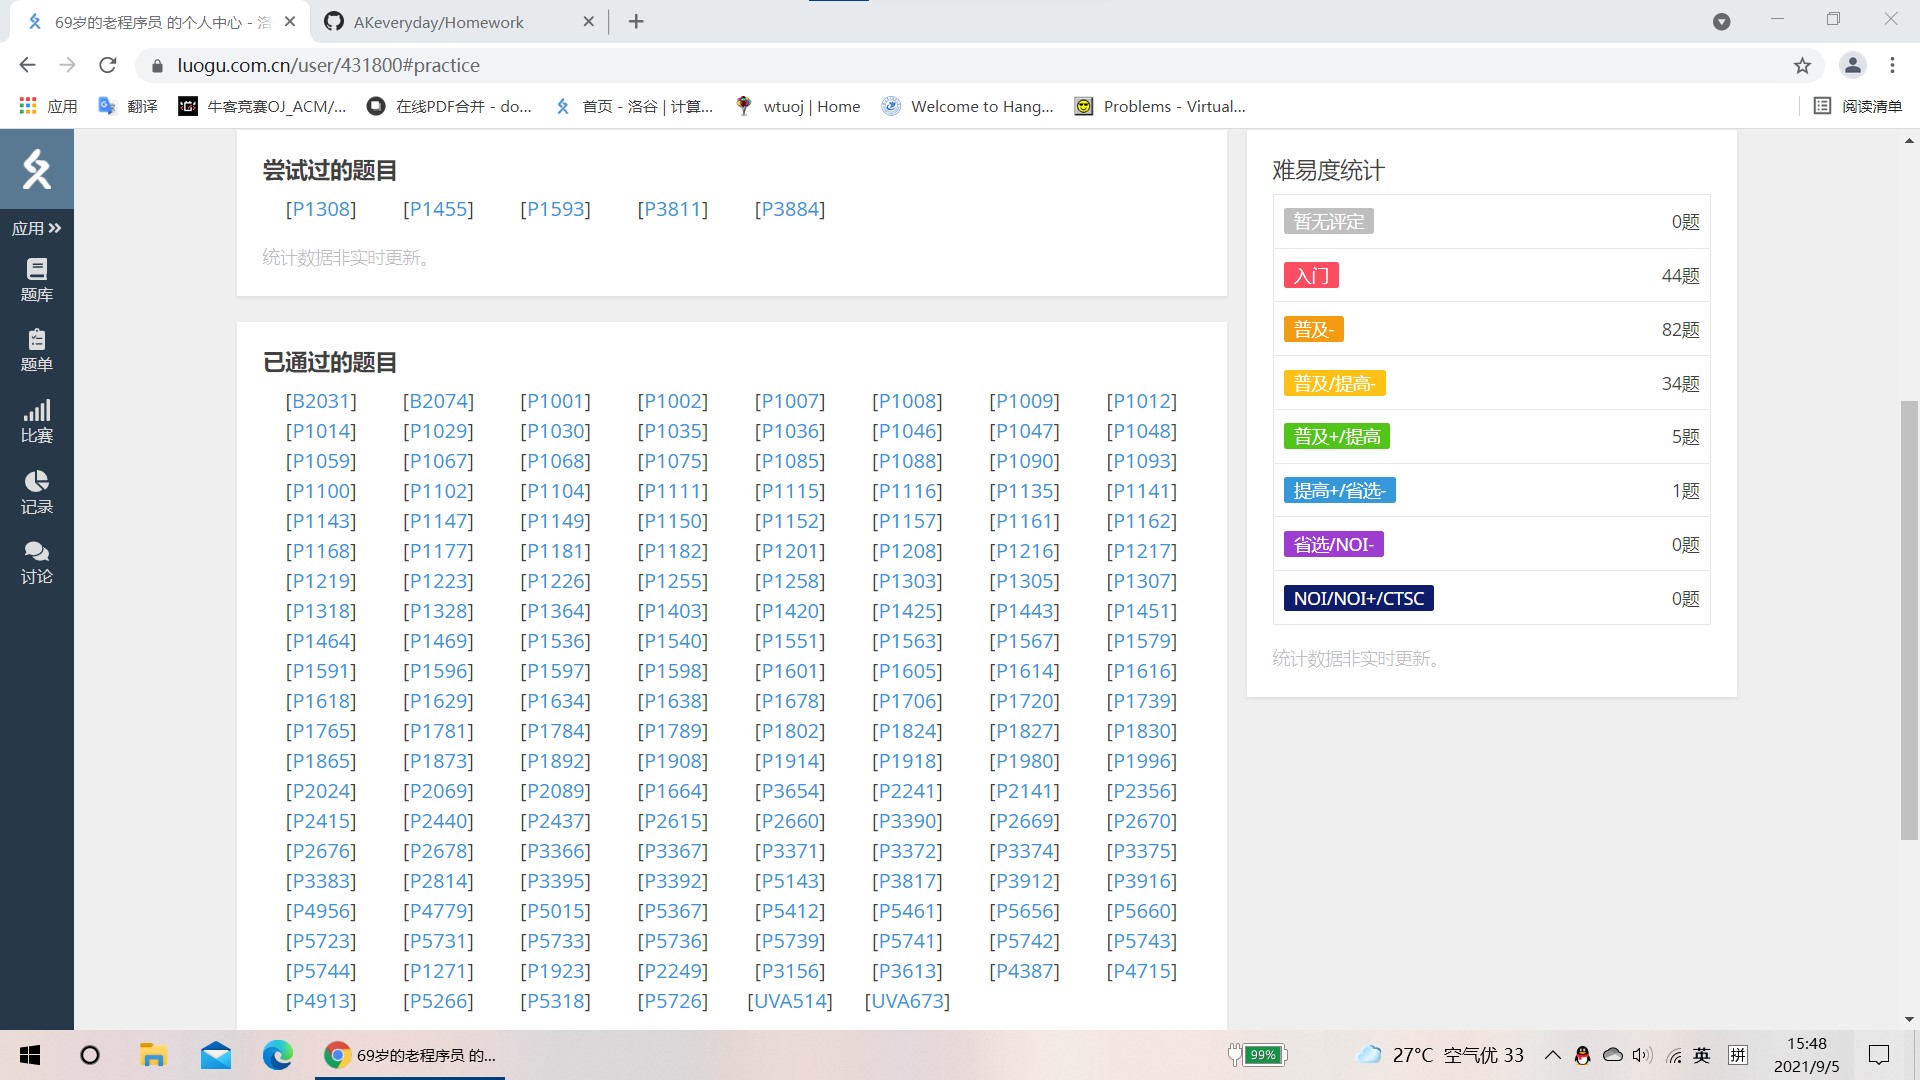 69岁的老程序员 的个人中心 - 洛
AKeveryday/Homework
luogu.com.cn/user/431800#practice
应用
翻译
牛客竞赛OJ_ACM/...
在线PDF合并 - do...
首页 - 洛谷 | 计算...
wtuoj | Home
Welcome to Hang...
Problems - Virtual...
阅读清单
应用
题库
题单
比赛
记录
讨论
尝试过的题目
[P1308] [P1455] [P1593] [P3811] [P3884]
统计数据非实时更新。
已通过的题目
[B2031] [B2074] [P1001] [P1002] [P1007] [P1008] [P1009] [P1012]
[P1014] [P1029] [P1030] [P1035] [P1036] [P1046] [P1047] [P1048]
[P1059] [P1067] [P1068] [P1075] [P1085] [P1088] [P1090] [P1093]
[P1100] [P1102] [P1104] [P1111] [P1115] [P1116] [P1135] [P1141]
[P1143] [P1147] [P1149] [P1150] [P1152] [P1157] [P1161] [P1162]
[P1168] [P1177] [P1181] [P1182] [P1201] [P1208] [P1216] [P1217]
[P1219] [P1223] [P1226] [P1255] [P1258] [P1303] [P1305] [P1307]
[P1318] [P1328] [P1364] [P1403] [P1420] [P1425] [P1443] [P1451]
[P1464] [P1469] [P1536] [P1540] [P1551] [P1563] [P1567] [P1579]
[P1591] [P1596] [P1597] [P1598] [P1601] [P1605] [P1614] [P1616]
[P1618] [P1629] [P1634] [P1638] [P1678] [P1706] [P1720] [P1739]
[P1765] [P1781] [P1784] [P1789] [P1802] [P1824] [P1827] [P1830]
[P1865] [P1873] [P1892] [P1908] [P1914] [P1918] [P1980] [P1996]
[P2024] [P2069] [P2089] [P1664] [P3654] [P2241] [P2141] [P2356]
[P2415] [P2440] [P2437] [P2615] [P2660] [P3390] [P2669] [P2670]
[P2676] [P2678] [P3366] [P3367] [P3371] [P3372] [P3374] [P3375]
[P3383] [P2814] [P3395] [P3392] [P5143] [P3817] [P3912] [P3916]
[P4956] [P4779] [P5015] [P5367] [P5412] [P5461] [P5656] [P5660]
[P5723] [P5731] [P5733] [P5736] [P5739] [P5741] [P5742] [P5743]
[P5744] [P1271] [P1923] [P2249] [P3156] [P3613] [P4387] [P4715]
[P4913] [P5266] [P5318] [P5726] [UVA514] [UVA673]
难易度统计
暂无评定 0题
入门 44题
普及- 82题
普及/提高- 34题
普及+/提高 5题
提高+/省选- 1题
省选/NOI- 0题
NOI/NOI+/CTSC 0题
统计数据非实时更新。
69岁的老程序员 的...
99%
27°C 空气优 33
英
拼
15:48
2021/9/5